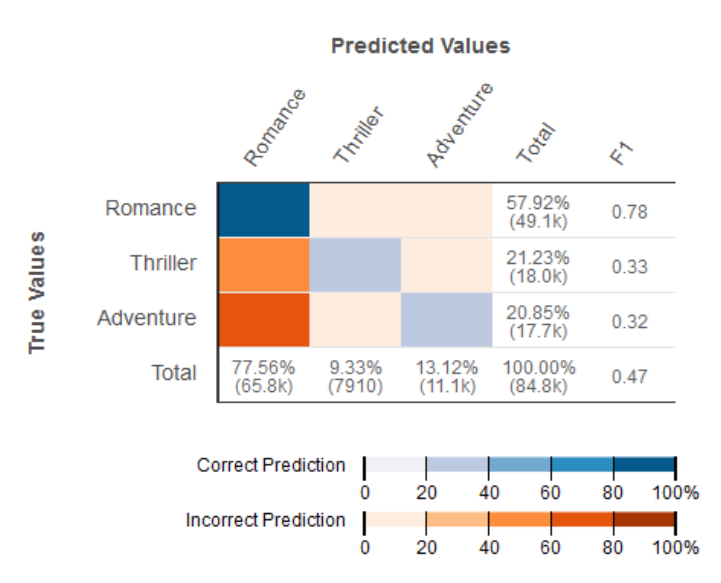 Predicted Values
Romance Thriller Adventure Total F1
True Values
Romance 57.92% 0.78
(49.1k)
Thriller 21.23% 0.33
(18.0k)
Adventure 20.85% 0.32
(17.7k)
Total 77.56% 9.33% 13.12% 100.00% 0.47
(65.8k) (7910) (11.1k) (84.8k)
Correct Prediction
0 20 40 60 80 100%
Incorrect Prediction
0 20 40 60 80 100%